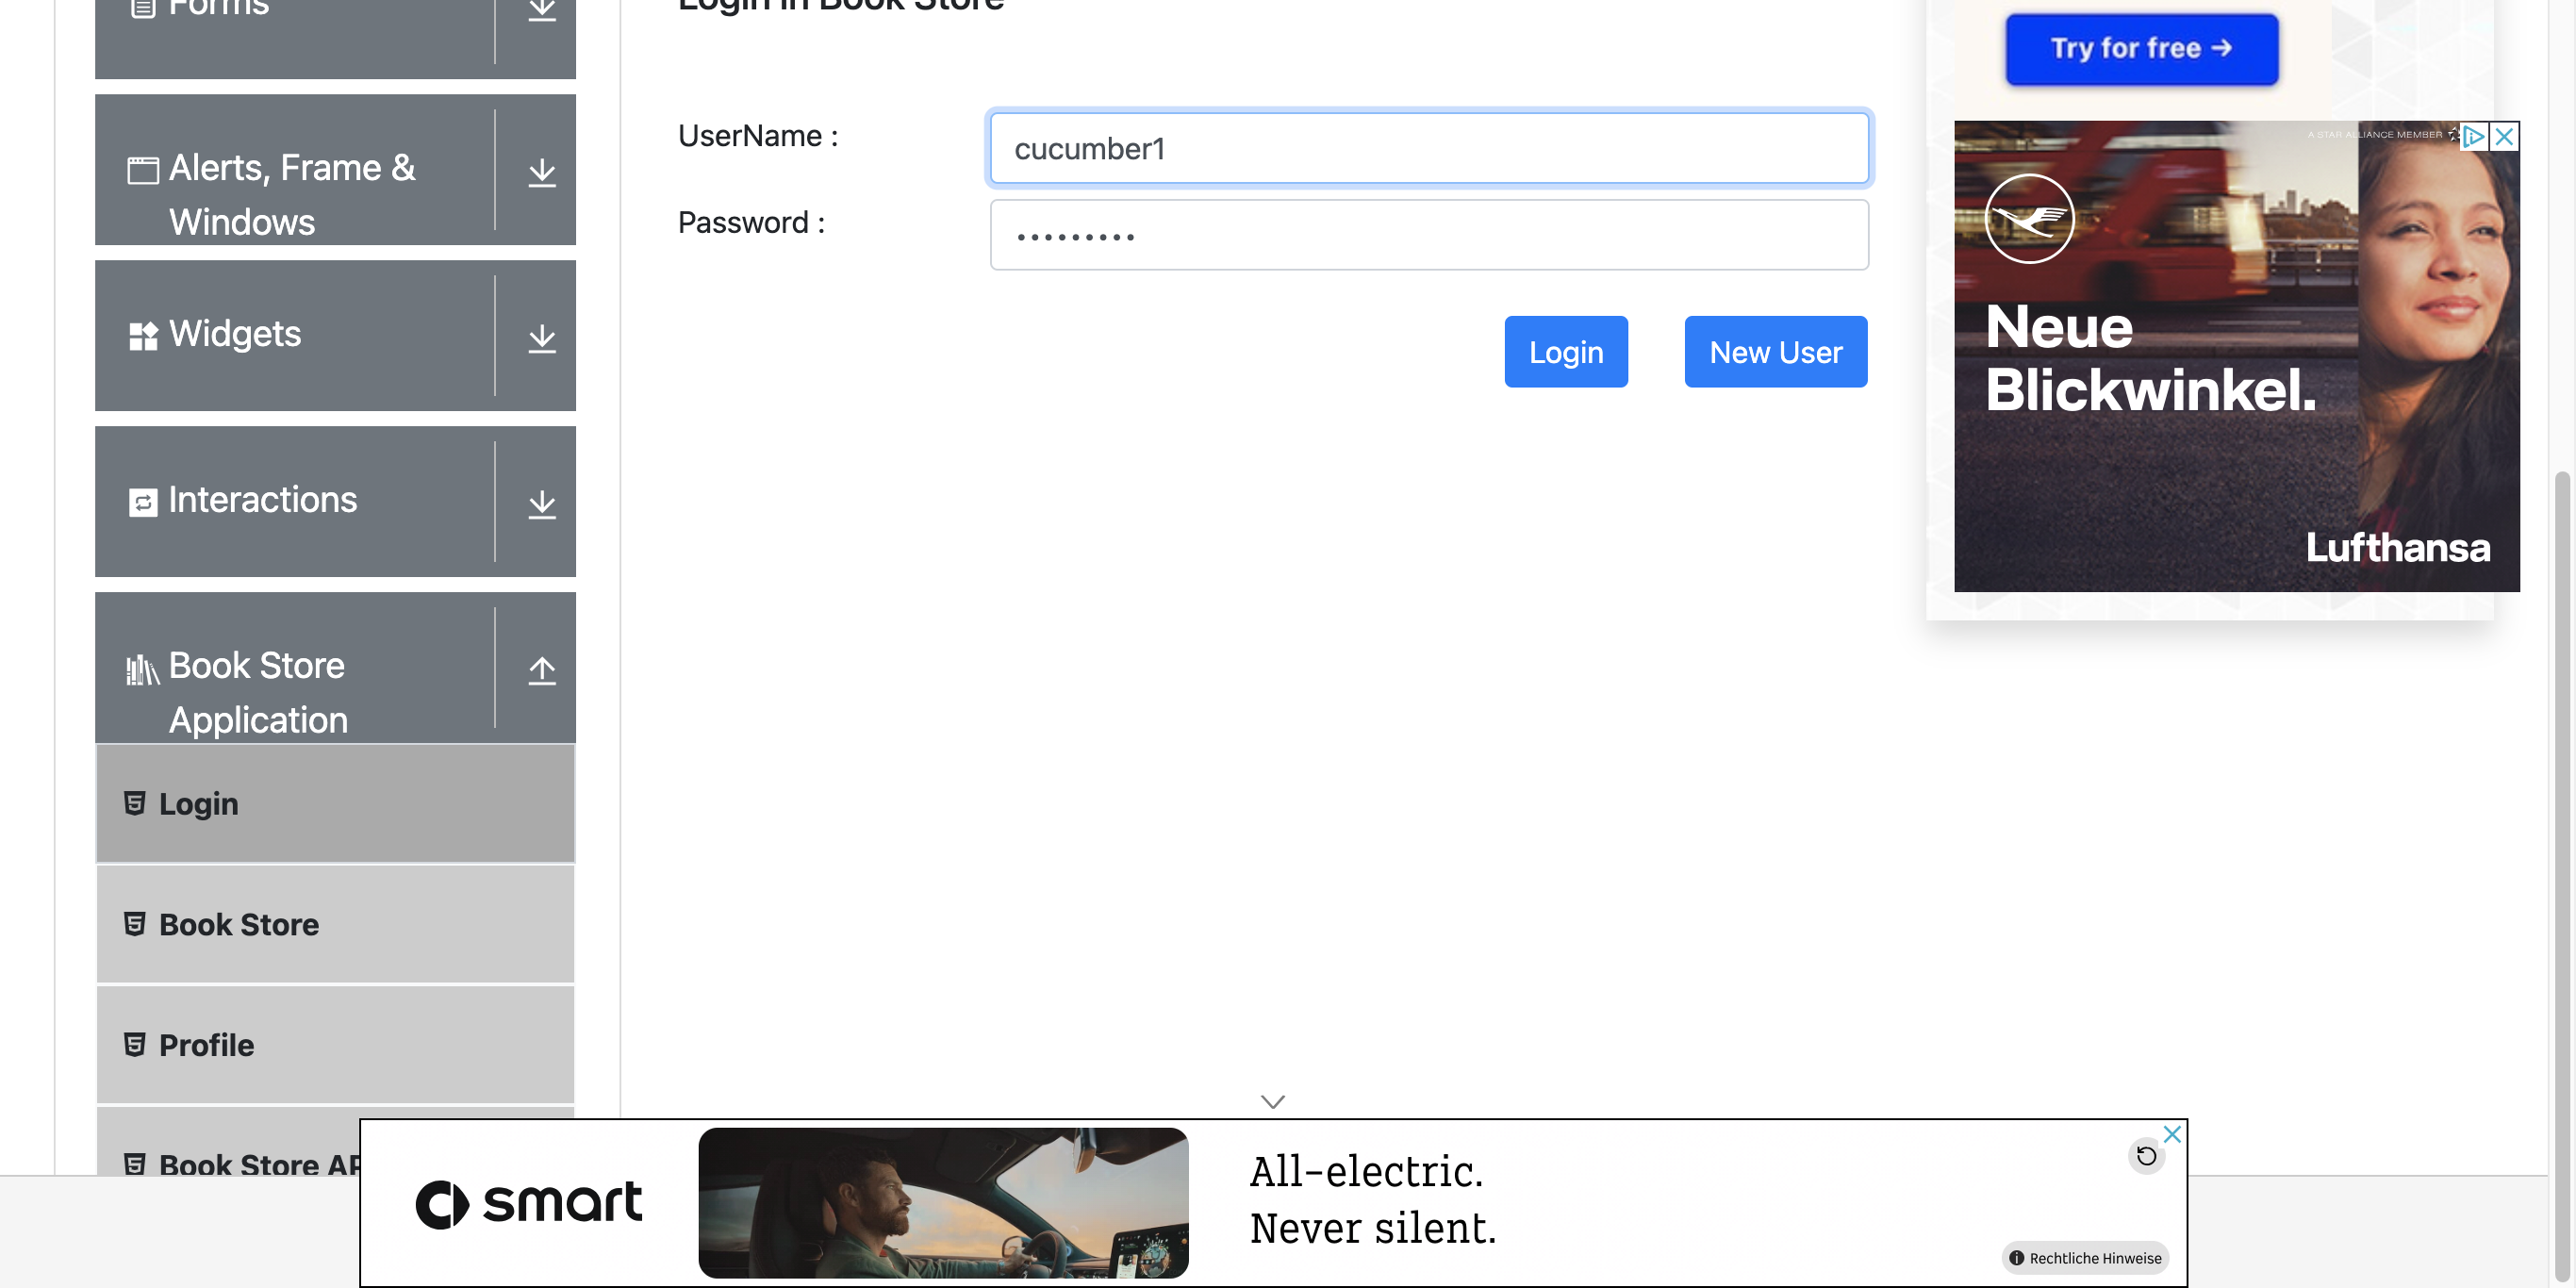 Forms
Login in Book Store
Try for free →
UserName :
cucumber1
Alerts, Frame &
Windows
Password :
A STAR ALLIANCE MEMBER
Widgets
Login
New User
Neue
Blickwinkel.
Interactions
Lufthansa
Book Store
Application
Login
Book Store
Profile
Book Store AP
smart
All-electric.
Never silent.
Rechtliche Hinweise